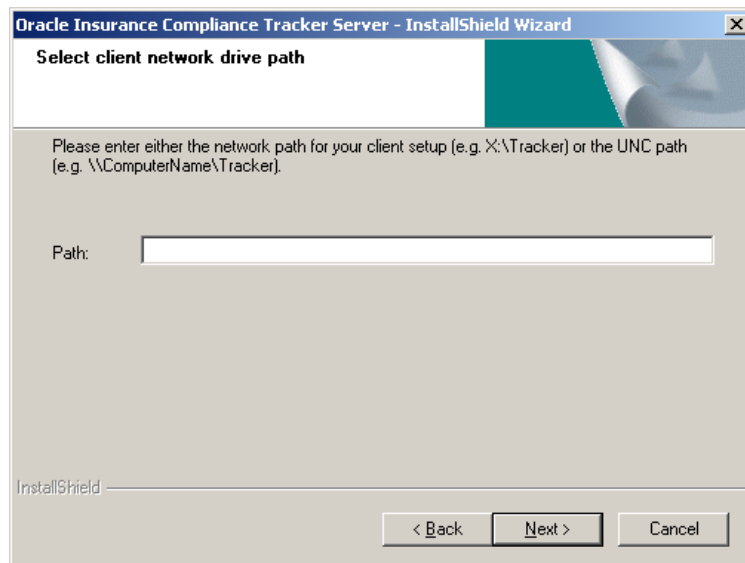 Oracle Insurance Compliance Tracker Server - InstallShield Wizard
Select client network drive path
Please enter either the network path for your client setup (e.g. X:\Tracker) or the UNC path
(e.g. \\ComputerName\Tracker).
Path:
InstallShield
< Back
Next >
Cancel